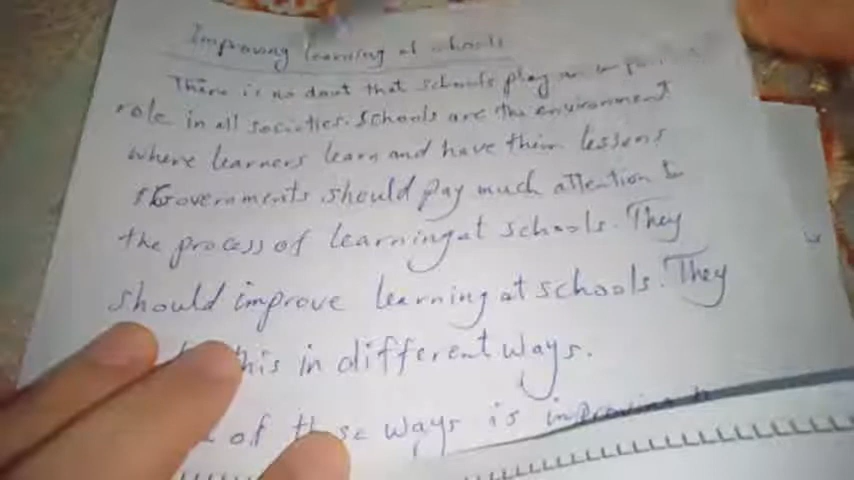 Improving learning at schools
There is no dout that schools play an
role in all societies. Schools are the environment
where learners learn and have their lessons
Governments should pay much attention to
the process of learning at schools. They
should improve learning at schools. They
this in different ways.
of these ways is improving